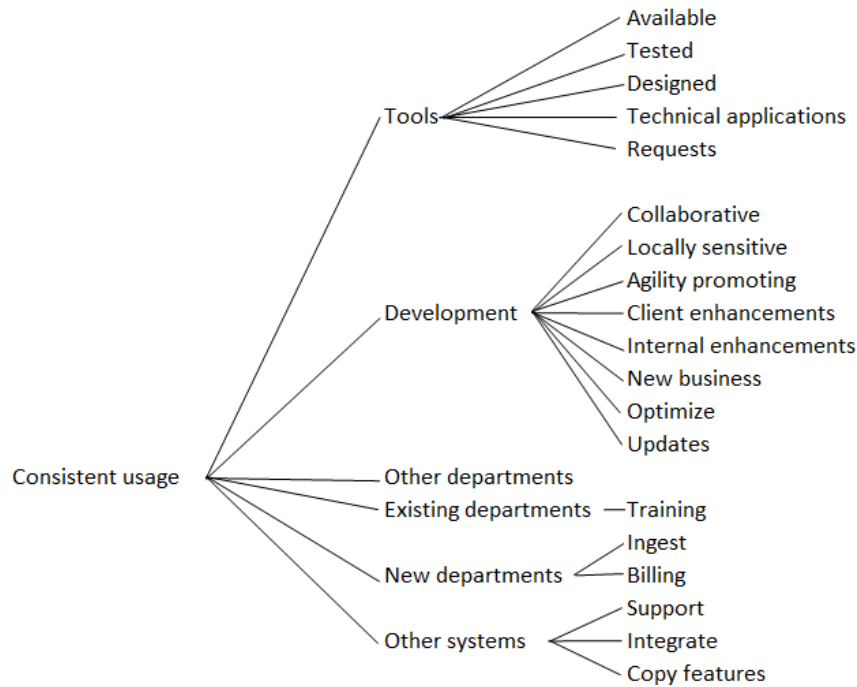 Available
Tested
Designed
Tools
Technical applications
Requests
Collaborative
Locally sensitive
Agility promoting
Development
Client enhancements
Internal enhancements
New business
Optimize
Updates
Consistent usage
Other departments
Existing departments
Training
Ingest
New departments
Billing
Support
Other systems
Integrate
Copy features